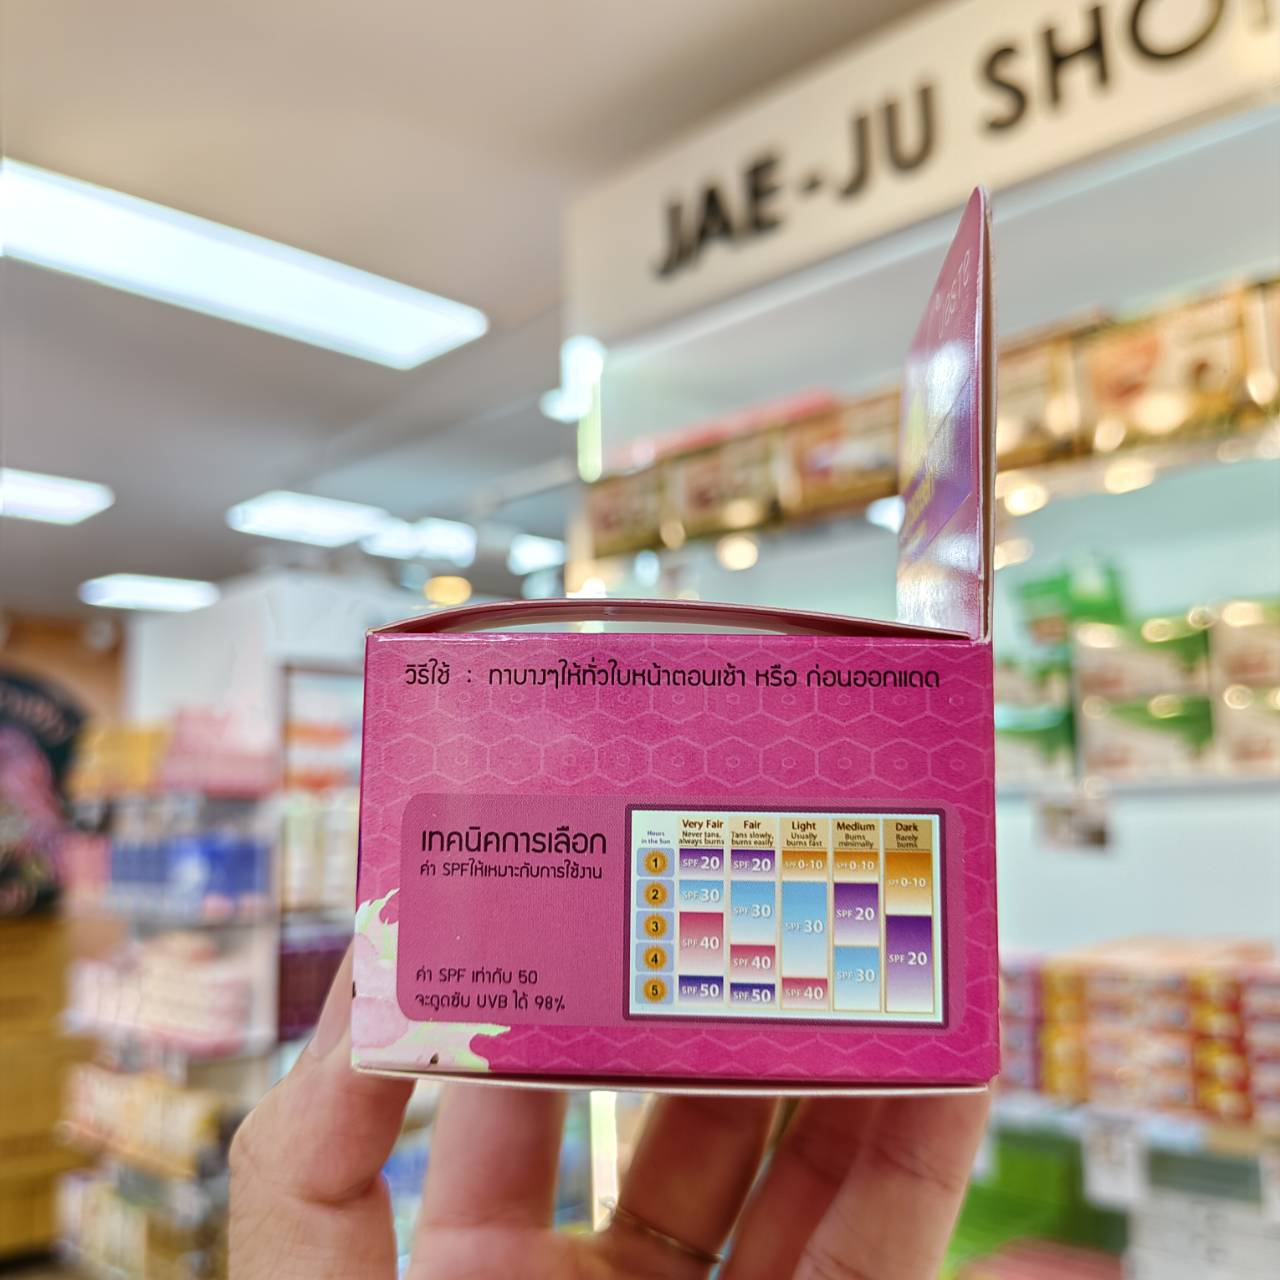 JAE-JU SHO
วิธีใช้ : ทาบางๆให้ทั่วใบหน้าตอนเช้า หรือ ก่อนออกแดด
เทคนิคการเลือก
ค่า SPFให้เหมาะกับการใช้งาน
ค่า SPF เท่ากับ 50
จะดูดซับ UVB ได้ 98%
Hours in the Sun
Very Fair Fair Light Medium Dark
Never tans, always burns
Tans slowly, burns easily
Usually burns fast
Burns minimally
Rarely burns
1 SPF 20 SPF 20 SPF 0-10 SPF 0-10 SPF 0-10
2 SPF 30 SPF 30 SPF 30 SPF 20
3 SPF 40 SPF 20
4 SPF 40 SPF 30
5 SPF 50 SPF 50 SPF 40